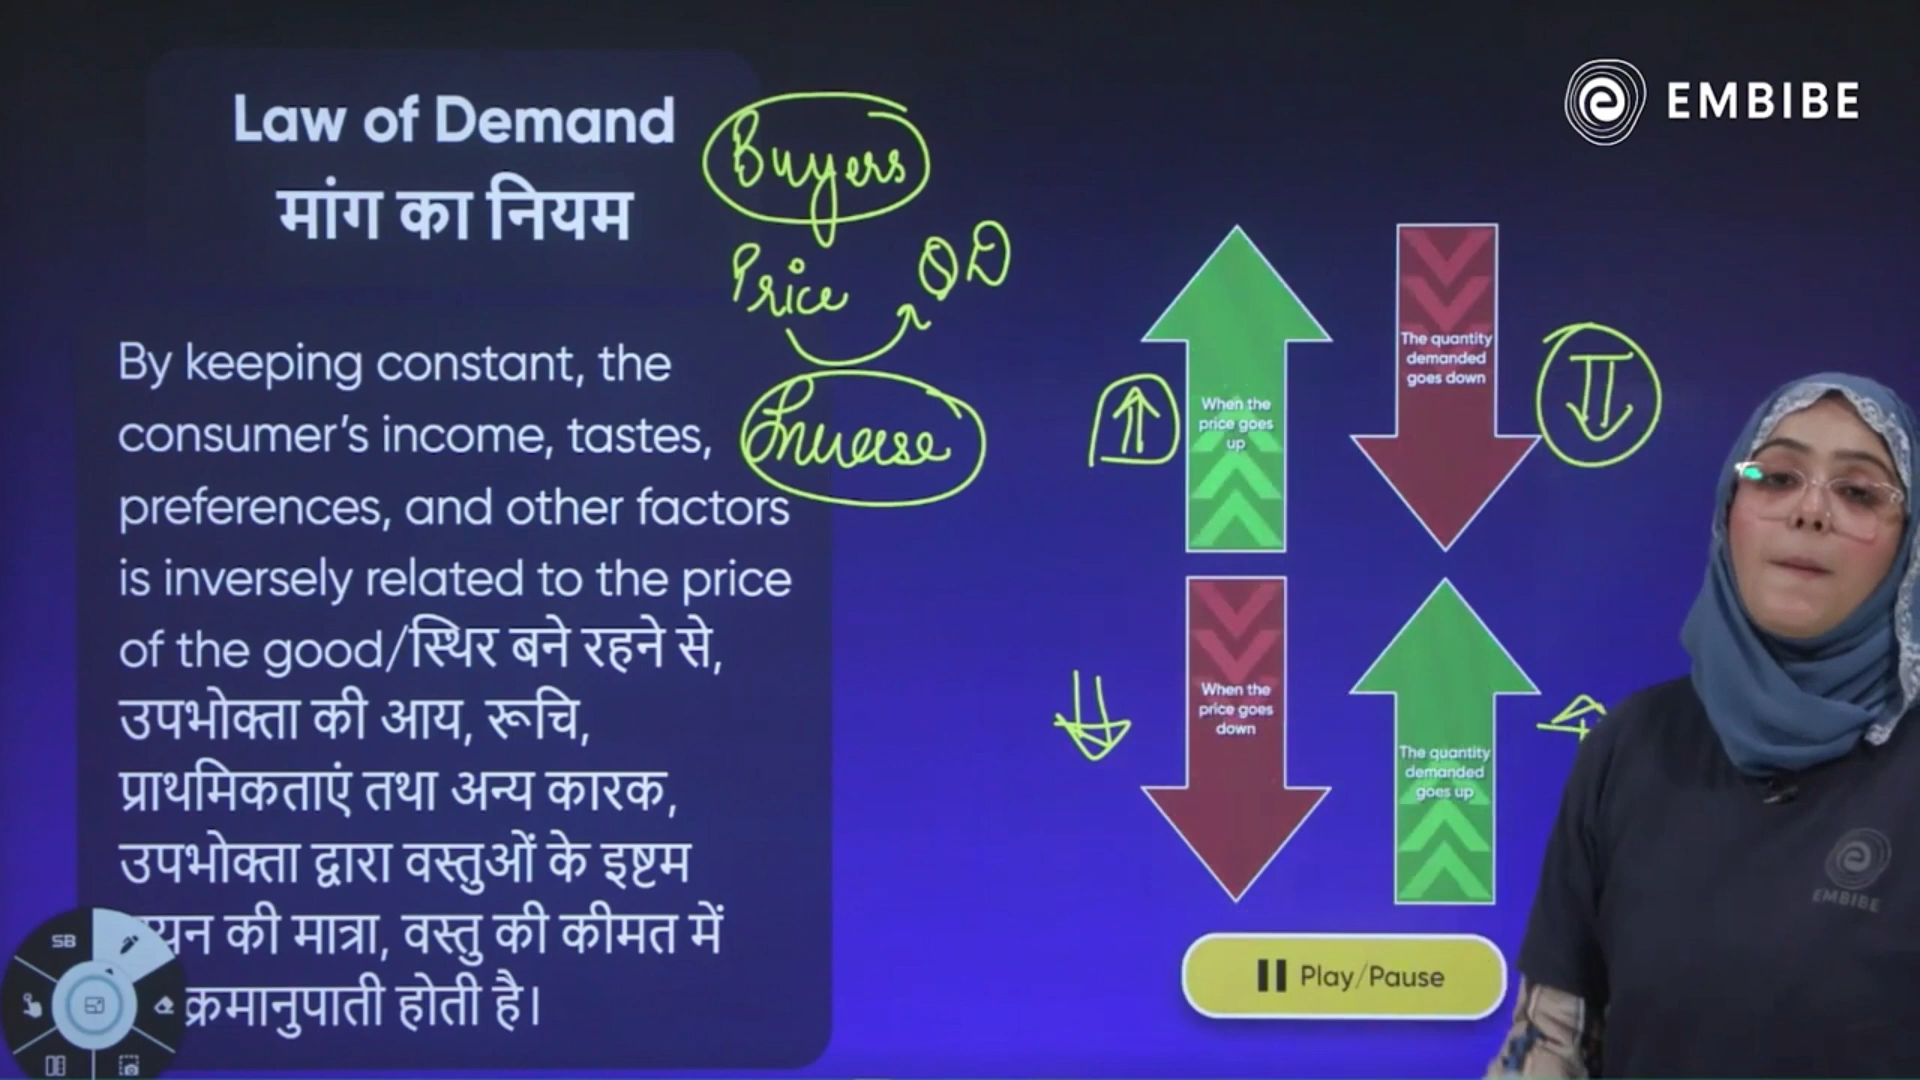 EMBIBE
Law of Demand
मांग का नियम
Buyers
Price QD
Inverse
By keeping constant, the
consumer's income, tastes,
preferences, and other factors
is inversely related to the price
of the good/स्थिर बने रहने से,
उपभोक्ता की आय, रूचि,
प्राथमिकताएं तथा अन्य कारक,
उपभोक्ता द्वारा वस्तुओं के इष्टम
की मात्रा, वस्तु की कीमत में
होती है।
When the
price goes
up
The quantity
demanded
goes down
When the
price goes
down
The quantity
demanded
goes up
Play/Pause
SB
EMBIBE